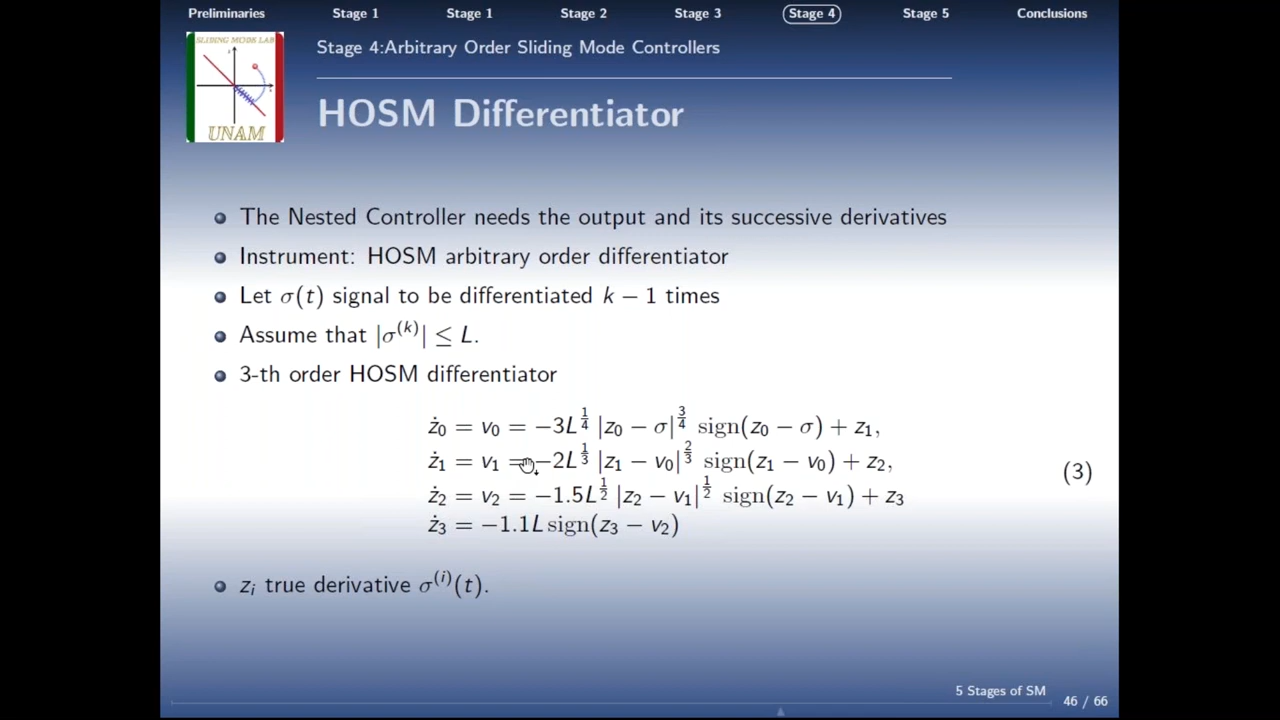 Preliminaries Stage 1 Stage 1 Stage 2 Stage 3 Stage 4 Stage 5 Conclusions
SLIDING MODE LAB
UNAM
Stage 4:Arbitrary Order Sliding Mode Controllers
HOSM Differentiator
The Nested Controller needs the output and its successive derivatives
Instrument: HOSM arbitrary order differentiator
Let σ(t) signal to be differentiated k − 1 times
Assume that |σ^(k)| ≤ L.
3-th order HOSM differentiator
ż₀ = v₀ = −3L^{1/4} |z₀ − σ|^{3/4} sign(z₀ − σ) + z₁,
ż₁ = v₁ = −2L^{1/3} |z₁ − v₀|^{2/3} sign(z₁ − v₀) + z₂,
(3)
ż₂ = v₂ = −1.5L^{1/2} |z₂ − v₁|^{1/2} sign(z₂ − v₁) + z₃
ż₃ = −1.1L sign(z₃ − v₂)
zᵢ true derivative σ^(i)(t).
5 Stages of SM
46 / 66